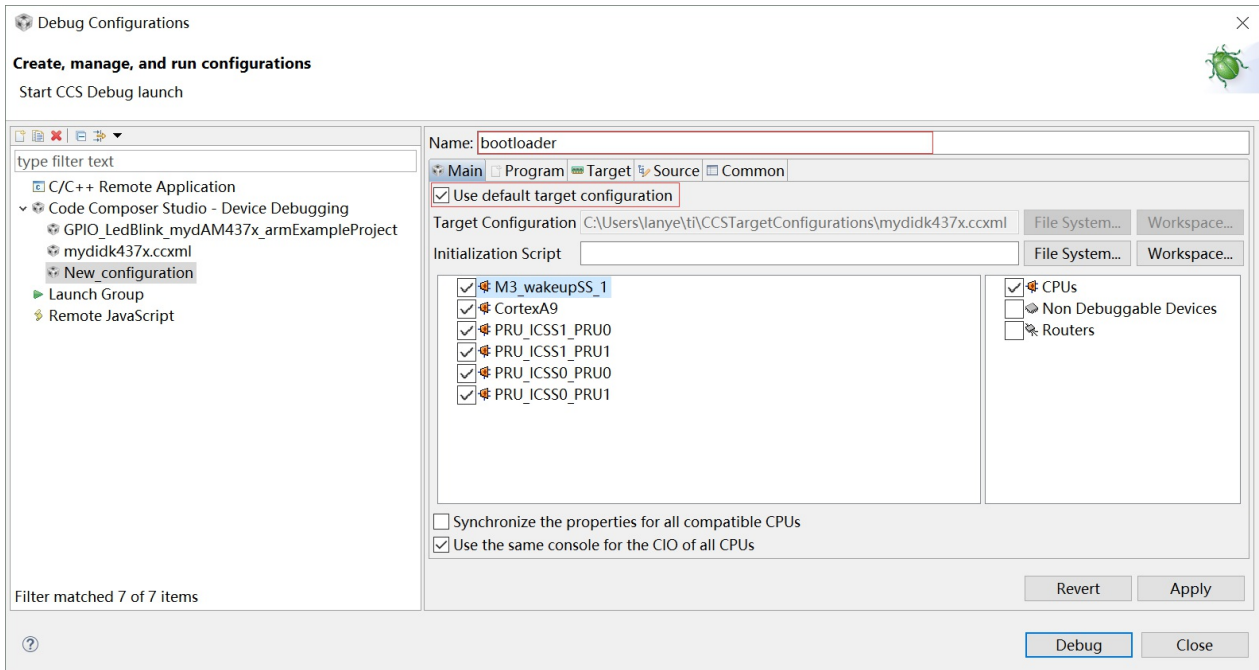 Debug Configurations
Create, manage, and run configurations
Start CCS Debug launch
type filter text
C/C++ Remote Application
Code Composer Studio - Device Debugging
GPIO_LedBlink_mydAM437x_armExampleProject
mydidk437x.ccxml
New_configuration
Launch Group
Remote JavaScript
Filter matched 7 of 7 items
Name: bootloader
Main Program Target Source Common
Use default target configuration
Target Configuration C:\Users\lanye\ti\CCSTargetConfigurations\mydidk437x.ccxml File System... Workspace...
Initialization Script File System... Workspace...
M3_wakeupSS_1
CortexA9
PRU_ICSS1_PRU0
PRU_ICSS1_PRU1
PRU_ICSS0_PRU0
PRU_ICSS0_PRU1
CPUs
Non Debuggable Devices
Routers
Synchronize the properties for all compatible CPUs
Use the same console for the CIO of all CPUs
Revert Apply
Debug Close